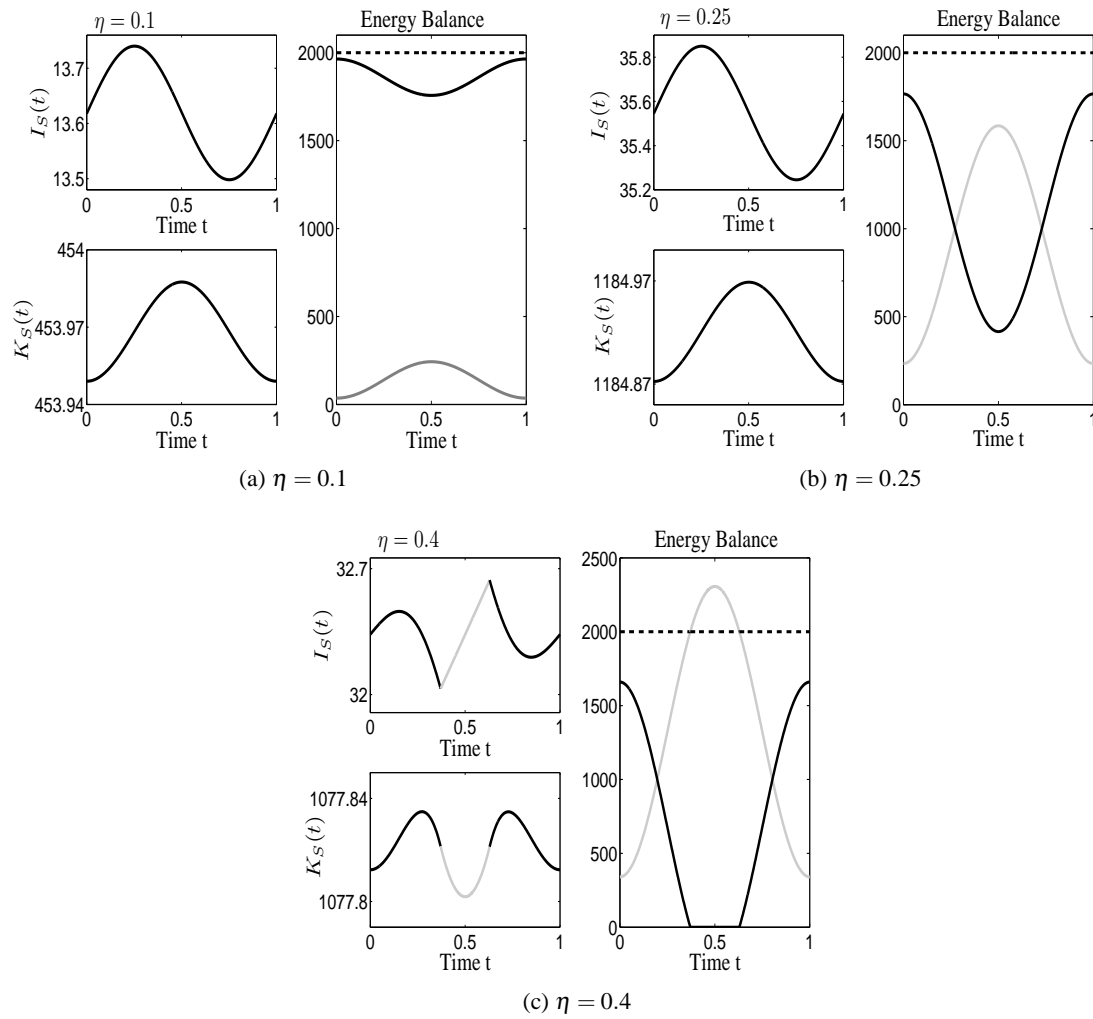 η = 0.1
Energy Balance
13.7
13.6
13.5
I_S(t)
0
0.5
1
Time t
454
453.97
453.94
K_S(t)
0
0.5
1
Time t
2000
1500
1000
500
0
0
0.5
1
Time t
(a) η = 0.1
η = 0.25
Energy Balance
35.8
35.6
35.4
35.2
I_S(t)
0
0.5
1
Time t
1184.97
1184.87
K_S(t)
0
0.5
1
Time t
2000
1500
1000
500
0
0
0.5
1
Time t
(b) η = 0.25
η = 0.4
Energy Balance
32.7
32
I_S(t)
0
0.5
1
Time t
1077.84
1077.8
K_S(t)
0
0.5
1
Time t
2500
2000
1500
1000
500
0
0
0.5
1
Time t
(c) η = 0.4